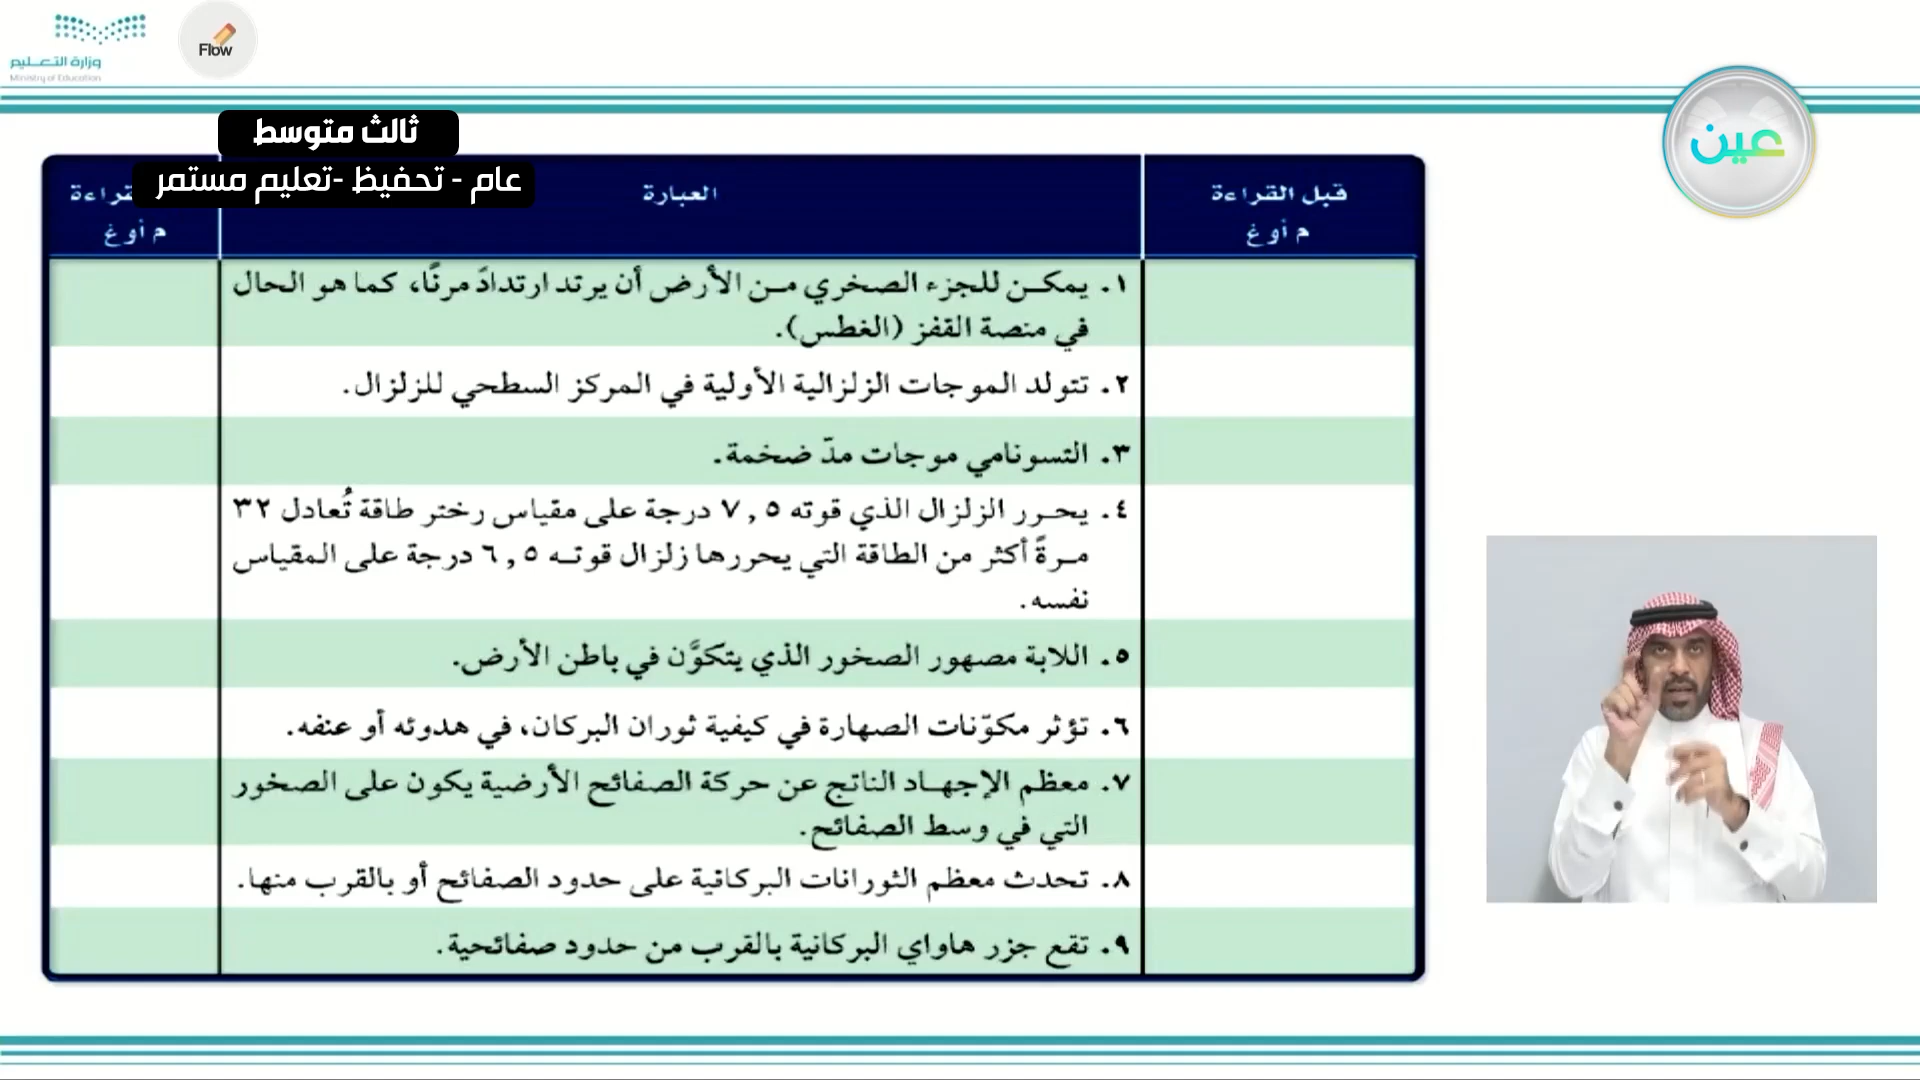 وزارة التعليم
Ministry of Education
Flow
عين
ثالث متوسط
عام - تحفيظ -تعليم مستمر
قبل القراءة
م أو غ
العبارة
قراءة
م أو غ
١. يمكن للجزء الصخري من الأرض أن يرتد ارتدادً مرنًا، كما هو الحال
في منصة القفز (الغطس).
٢. تتولد الموجات الزلزالية الأولية في المركز السطحي للزلزال.
٣. التسونامي موجات مدّ ضخمة.
٤. يحرر الزلزال الذي قوته ٧,٥ درجة على مقياس رختر طاقة تُعادل ٣٢
مرةً أكثر من الطاقة التي يحررها زلزال قوته ٦,٥ درجة على المقياس
نفسه.
٥. اللابة مصهور الصخور الذي يتكوَّن في باطن الأرض.
٦. تؤثر مكوّنات الصهارة في كيفية ثوران البركان، في هدوئه أو عنفه.
٧. معظم الإجهاد الناتج عن حركة الصفائح الأرضية يكون على الصخور
التي في وسط الصفائح.
٨. تحدث معظم الثورانات البركانية على حدود الصفائح أو بالقرب منها.
٩. تقع جزر هاواي البركانية بالقرب من حدود صفائحية.